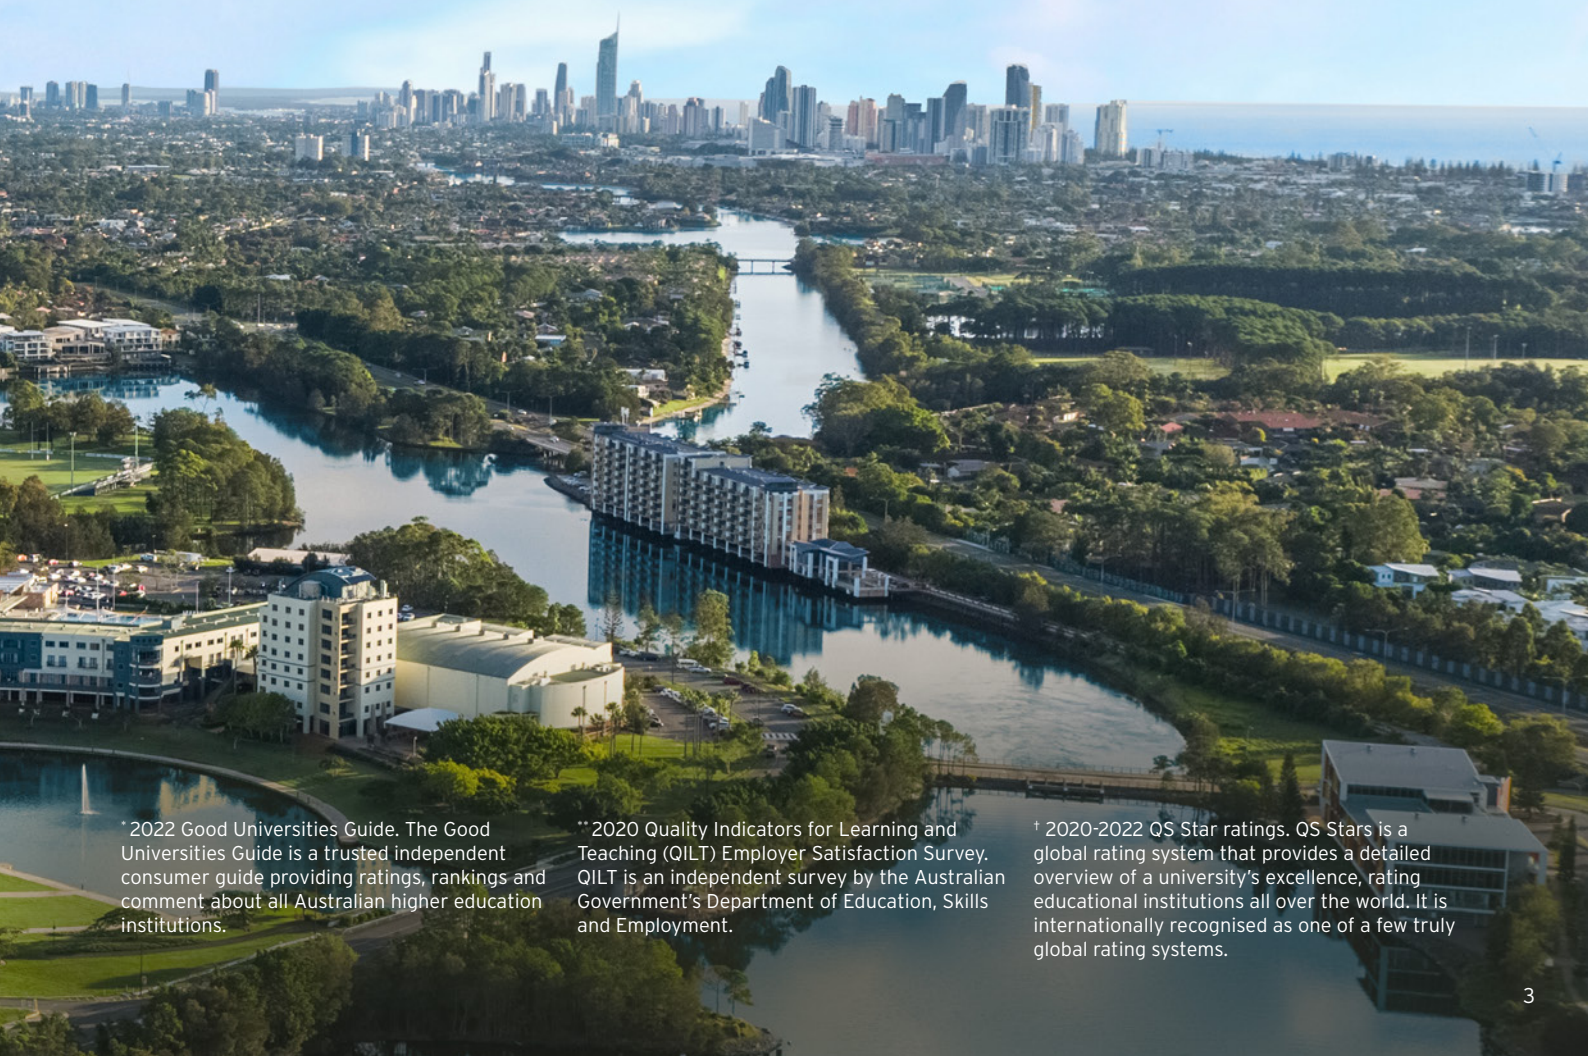 * 2022 Good Universities Guide. The Good
Universities Guide is a trusted independent
consumer guide providing ratings, rankings and
comment about all Australian higher education
institutions.
** 2020 Quality Indicators for Learning and
Teaching (QILT) Employer Satisfaction Survey.
QILT is an independent survey by the Australian
Government’s Department of Education, Skills
and Employment.
† 2020-2022 QS Star ratings. QS Stars is a
global rating system that provides a detailed
overview of a university’s excellence, rating
educational institutions all over the world. It is
internationally recognised as one of a few truly
global rating systems.
3